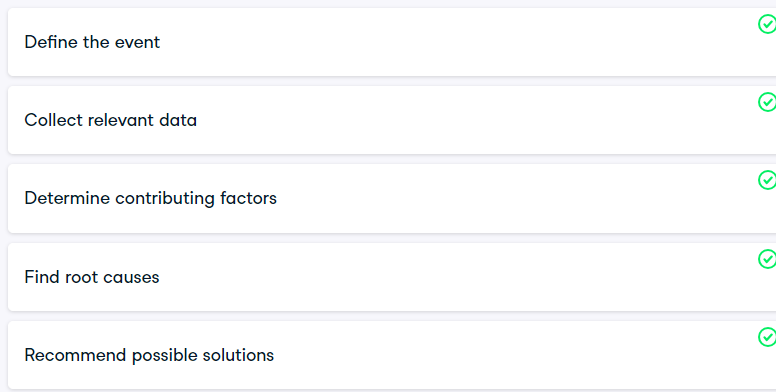 Define the event
Collect relevant data
Determine contributing factors
Find root causes
Recommend possible solutions